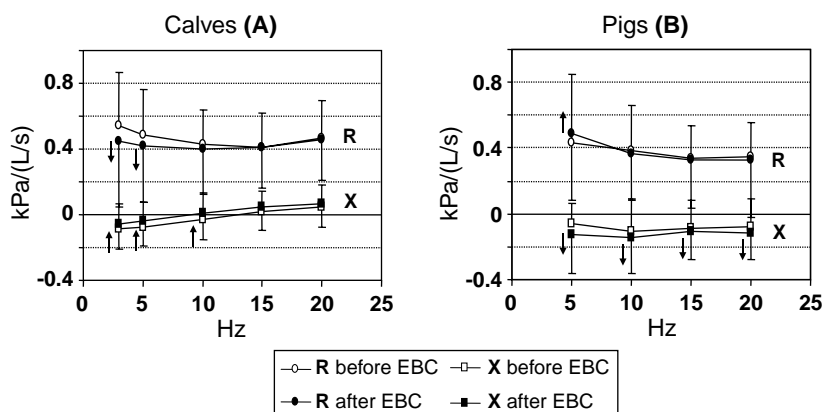 Calves (A)
kPa/(L/s)
0.8
0.4
0
-0.4
R
X
0 5 10 15 20 25
Hz
Pigs (B)
kPa/(L/s)
0.8
0.4
0
-0.4
R
X
0 5 10 15 20 25
Hz
R before EBC X before EBC
R after EBC X after EBC